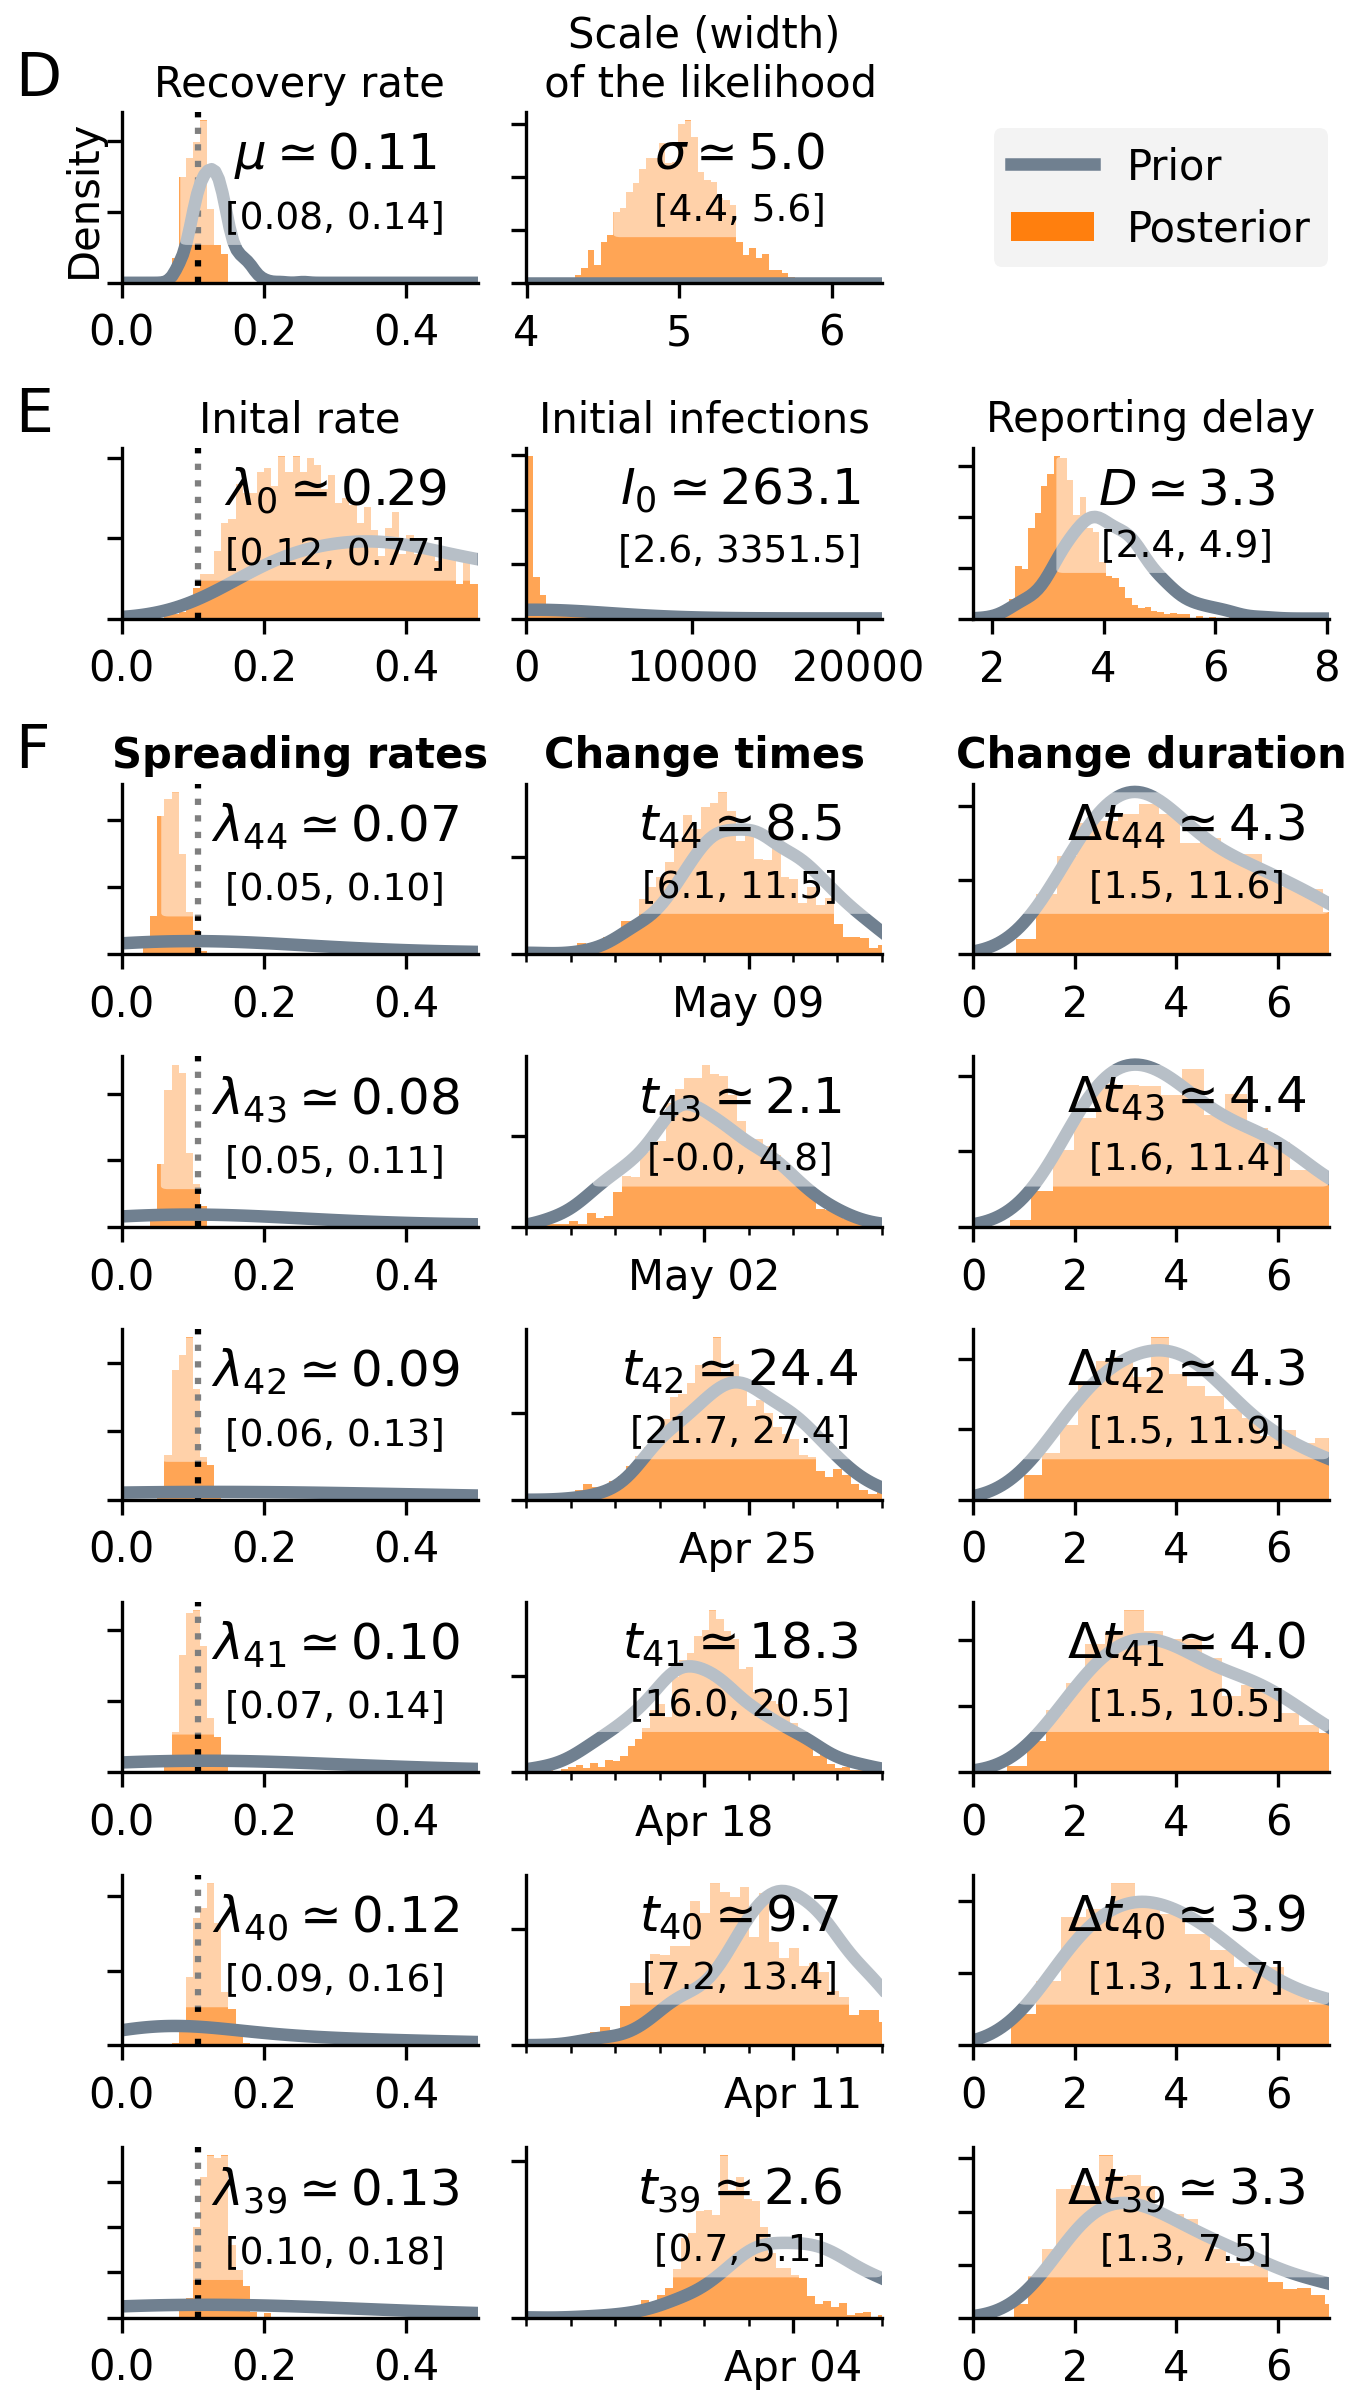 D
Recovery rate
Scale (width)
of the likelihood
Density
μ ≃ 0.11
[0.08, 0.14]
0.0 0.2 0.4
σ ≃ 5.0
[4.4, 5.6]
4 5 6
Prior
Posterior
E
Inital rate
λ0 ≃ 0.29
[0.12, 0.77]
0.0 0.2 0.4
Initial infections
I0 ≃ 263.1
[2.6, 3351.5]
0 10000 20000
Reporting delay
D ≃ 3.3
[2.4, 4.9]
2 4 6 8
F
Spreading rates
Change times
Change duration
λ44 ≃ 0.07
[0.05, 0.10]
0.0 0.2 0.4
t44 ≃ 8.5
[6.1, 11.5]
May 09
Δt44 ≃ 4.3
[1.5, 11.6]
0 2 4 6
λ43 ≃ 0.08
[0.05, 0.11]
0.0 0.2 0.4
t43 ≃ 2.1
[-0.0, 4.8]
May 02
Δt43 ≃ 4.4
[1.6, 11.4]
0 2 4 6
λ42 ≃ 0.09
[0.06, 0.13]
0.0 0.2 0.4
t42 ≃ 24.4
[21.7, 27.4]
Apr 25
Δt42 ≃ 4.3
[1.5, 11.9]
0 2 4 6
λ41 ≃ 0.10
[0.07, 0.14]
0.0 0.2 0.4
t41 ≃ 18.3
[16.0, 20.5]
Apr 18
Δt41 ≃ 4.0
[1.5, 10.5]
0 2 4 6
λ40 ≃ 0.12
[0.09, 0.16]
0.0 0.2 0.4
t40 ≃ 9.7
[7.2, 13.4]
Apr 11
Δt40 ≃ 3.9
[1.3, 11.7]
0 2 4 6
λ39 ≃ 0.13
[0.10, 0.18]
0.0 0.2 0.4
t39 ≃ 2.6
[0.7, 5.1]
Apr 04
Δt39 ≃ 3.3
[1.3, 7.5]
0 2 4 6